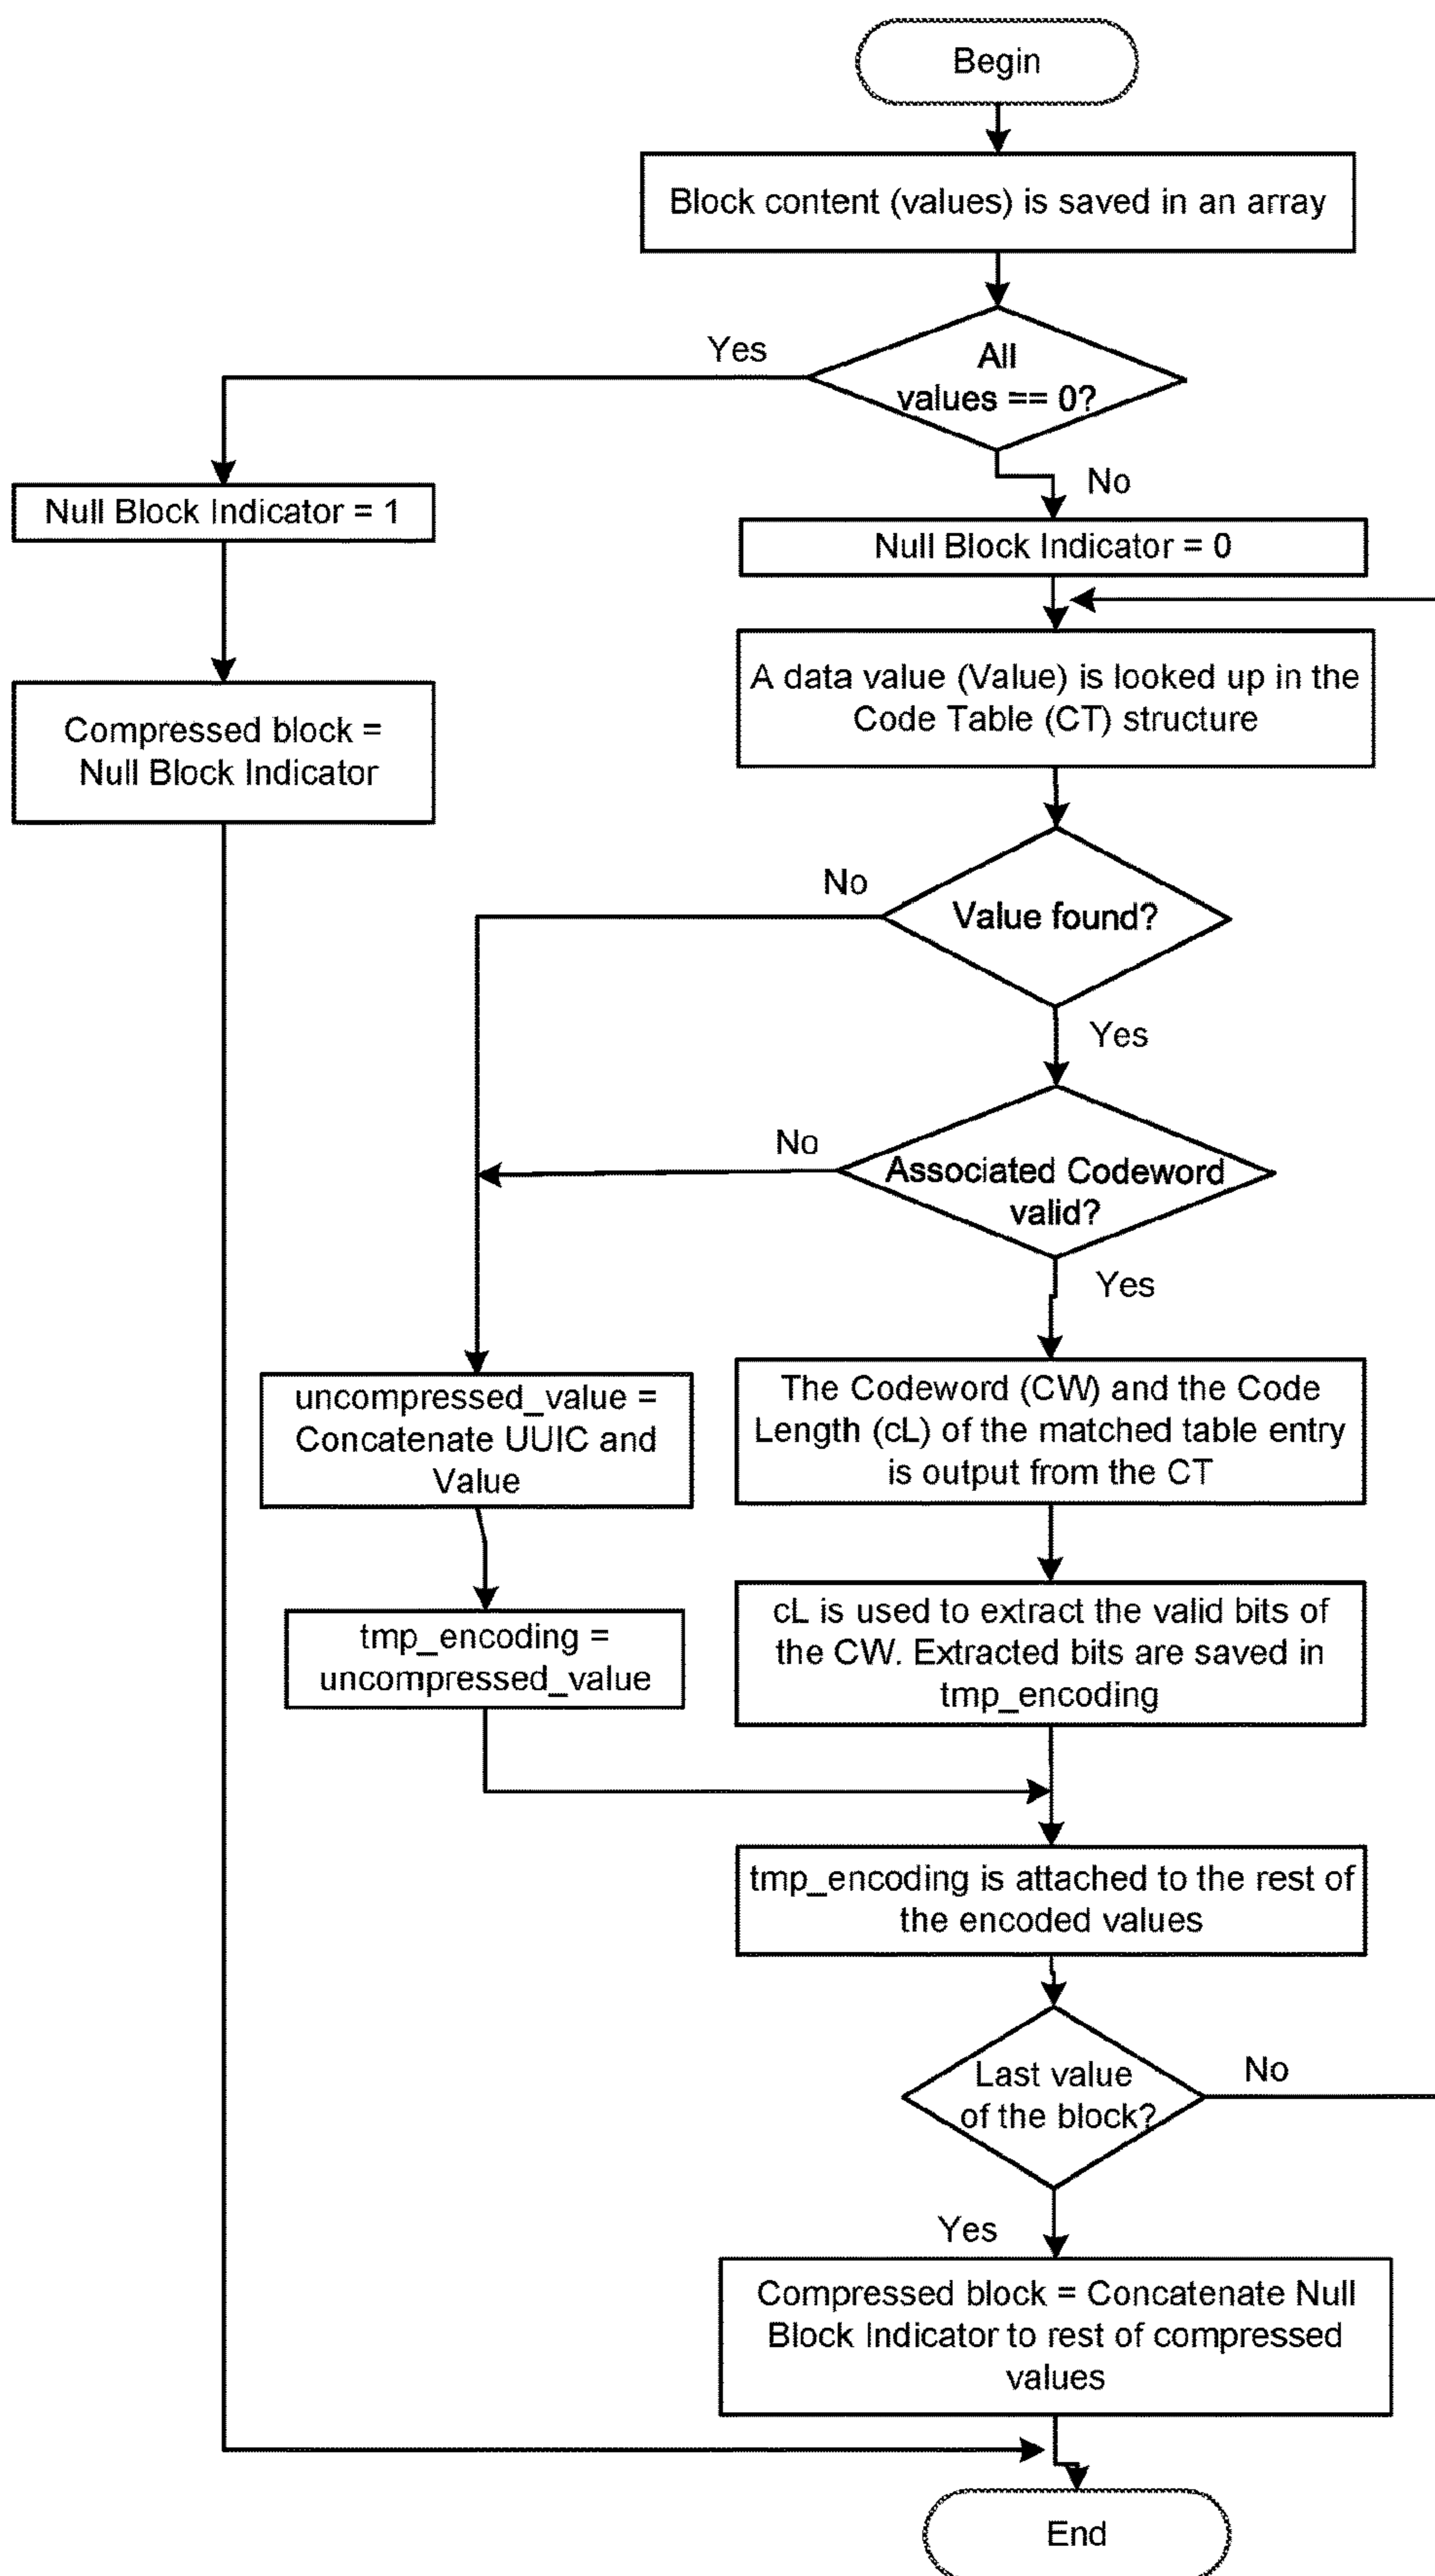 Begin
Block content (values) is saved in an array
Yes
All
values == 0?
No
Null Block Indicator = 1
Null Block Indicator = 0
Compressed block =
Null Block Indicator
A data value (Value) is looked up in the
Code Table (CT) structure
No
Value found?
Yes
No
Associated Codeword
valid?
Yes
uncompressed_value =
Concatenate UUIC and
Value
The Codeword (CW) and the Code
Length (cL) of the matched table entry
is output from the CT
tmp_encoding =
uncompressed_value
cL is used to extract the valid bits of
the CW. Extracted bits are saved in
tmp_encoding
tmp_encoding is attached to the rest of
the encoded values
Last value
of the block?
No
Yes
Compressed block = Concatenate Null
Block Indicator to rest of compressed
values
End